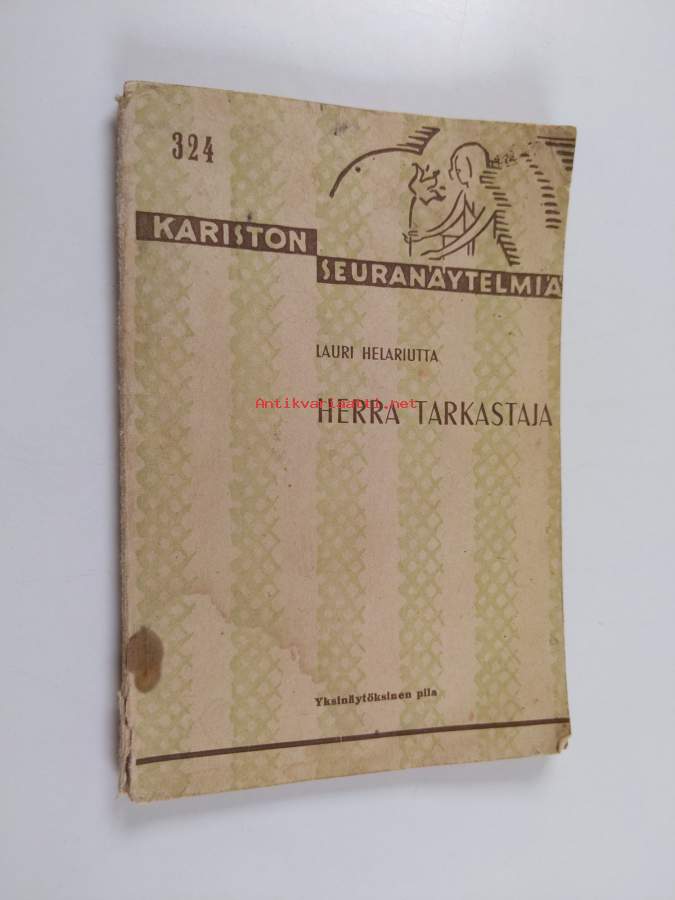 324
KARISTON
SEURANÄYTELMIÄ
LAURI HELARIUTTA
Antikvariaatti.net
HERRA TARKASTAJA
Yksinäytöksinen pila